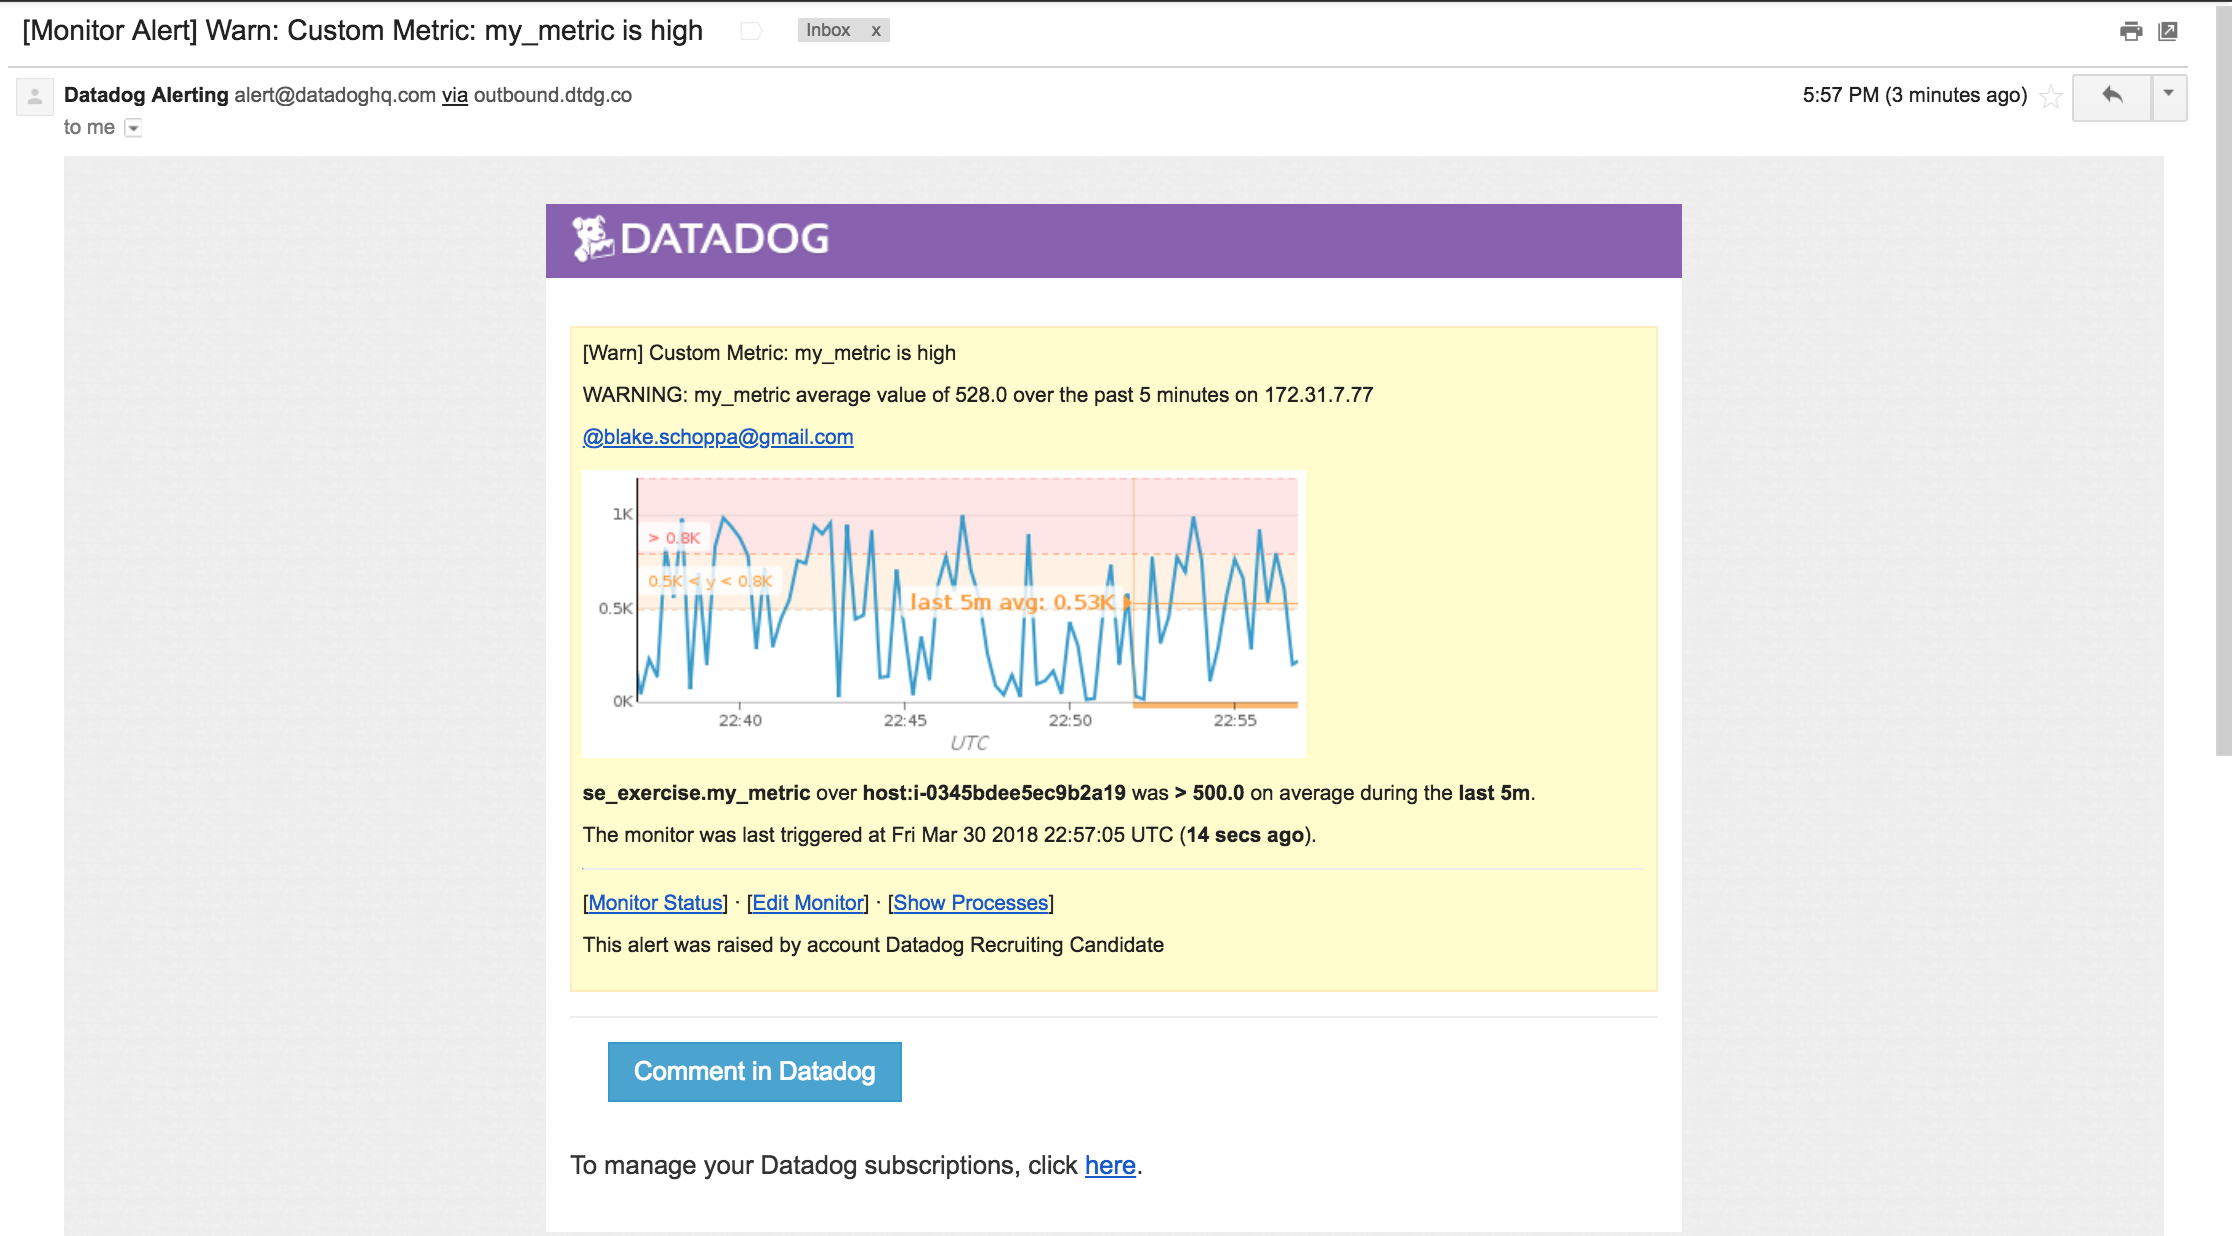 [Monitor Alert] Warn: Custom Metric: my_metric is high Inbox x
Datadog Alerting alert@datadoghq.com via outbound.dtdg.co 5:57 PM (3 minutes ago)
to me
DATADOG
[Warn] Custom Metric: my_metric is high
WARNING: my_metric average value of 528.0 over the past 5 minutes on 172.31.7.77
@blake.schoppa@gmail.com
1K
> 0.8K
0.5K < y < 0.8K
last 5m avg: 0.53K
0.5K
0K
22:40 22:45 22:50 22:55
UTC
se_exercise.my_metric over host:i-0345bdee5ec9b2a19 was > 500.0 on average during the last 5m.
The monitor was last triggered at Fri Mar 30 2018 22:57:05 UTC (14 secs ago).
[Monitor Status] · [Edit Monitor] · [Show Processes]
This alert was raised by account Datadog Recruiting Candidate
Comment in Datadog
To manage your Datadog subscriptions, click here.